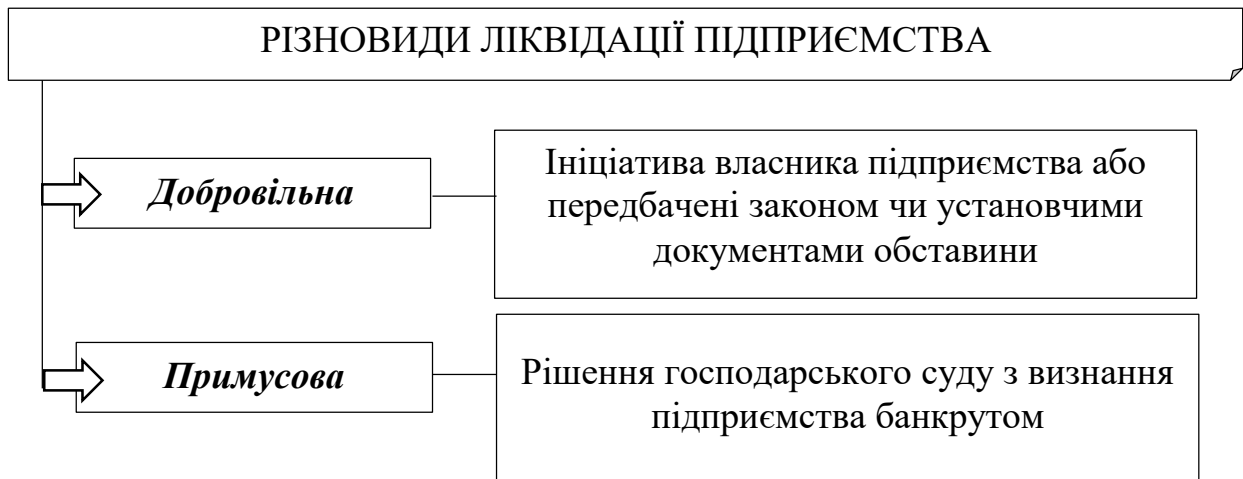 РІЗНОВИДИ ЛІКВІДАЦІЇ ПІДПРИЄМСТВА
Добровільна
Ініціатива власника підприємства або
передбачені законом чи установчими
документами обставини
Примусова
Рішення господарського суду з визнання
підприємства банкрутом